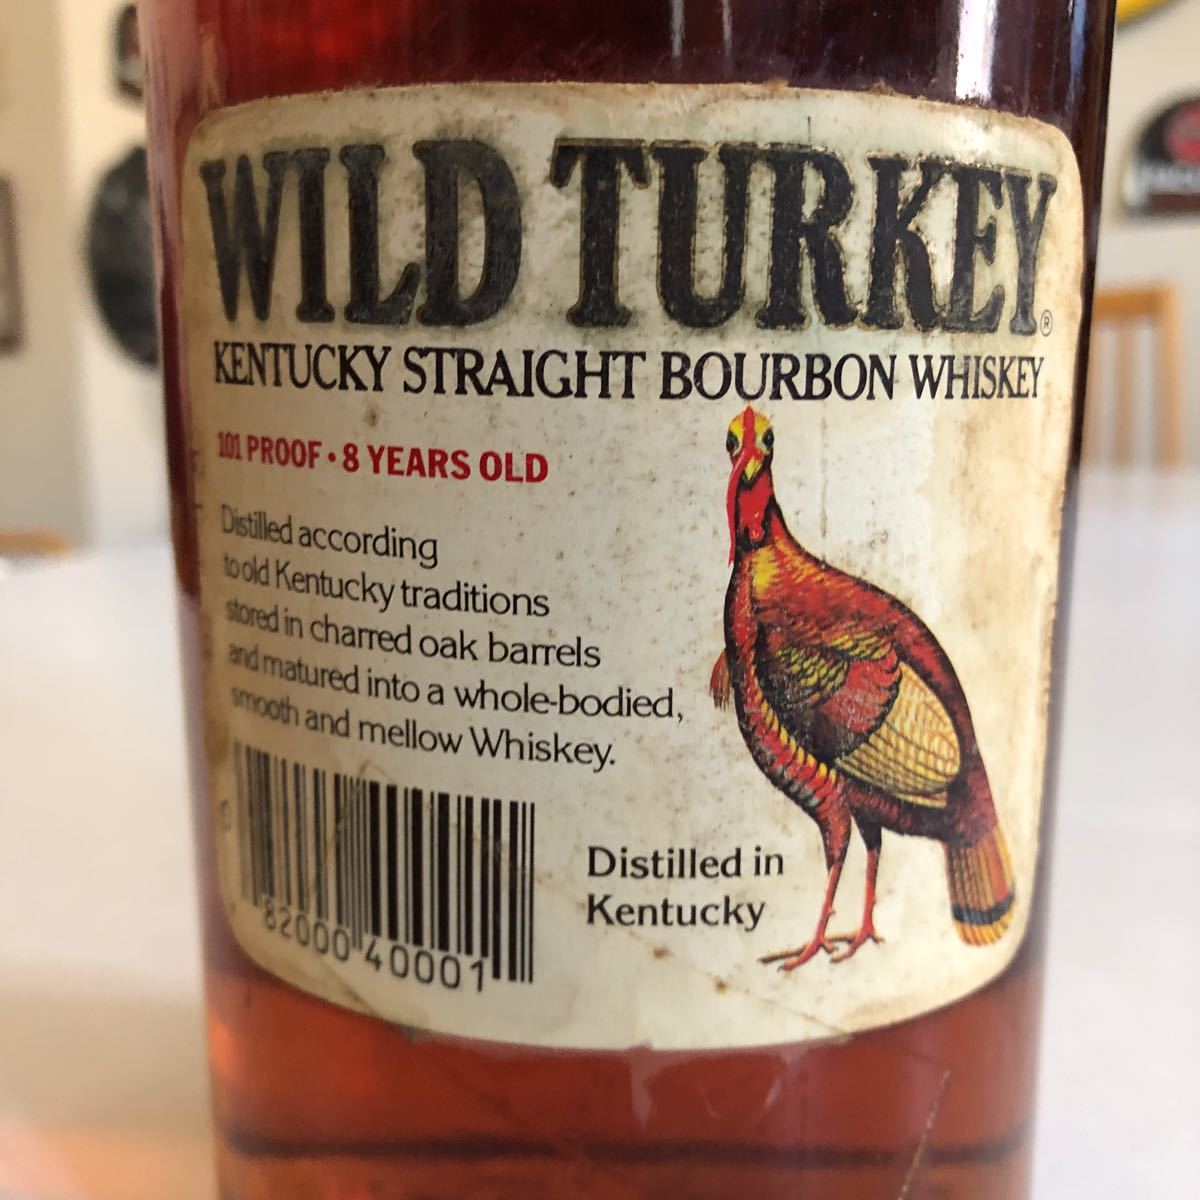 WILD TURKEY®
KENTUCKY STRAIGHT BOURBON WHISKEY
101 PROOF • 8 YEARS OLD
Distilled according
to old Kentucky traditions
stored in charred oak barrels
and matured into a whole-bodied,
smooth and mellow Whiskey.
Distilled in
Kentucky
0 82000 40001